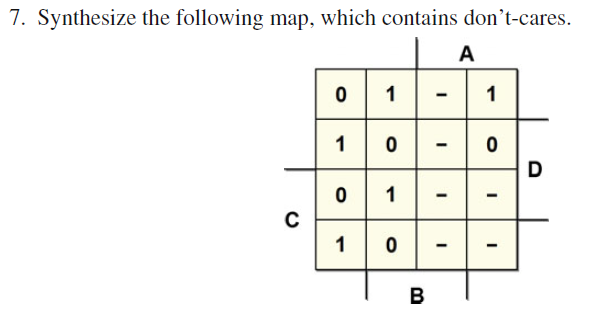 7. Synthesize the following map, which contains don’t-cares.
A
0 1 - 1
1 0 - 0
D
0 1 - -
C
1 0 - -
B